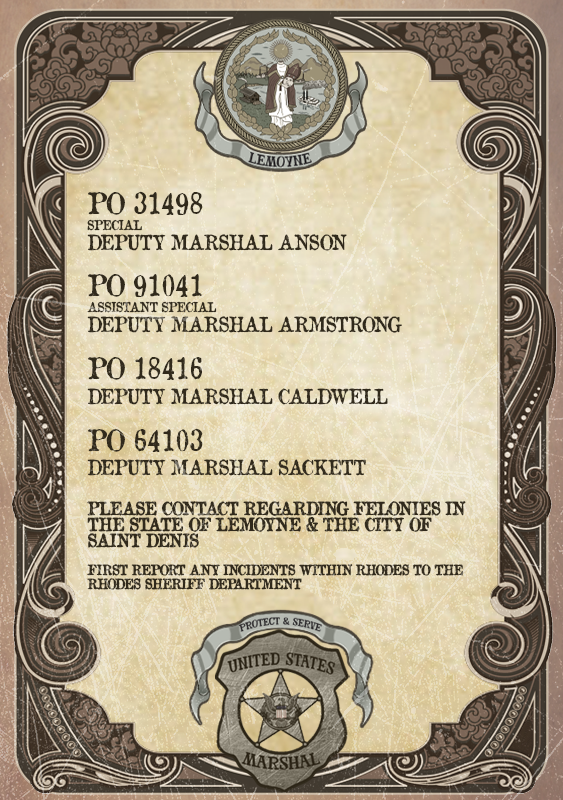 LEMOYNE
PO 31498
SPECIAL
DEPUTY MARSHAL ANSON
PO 91041
ASSISTANT SPECIAL
DEPUTY MARSHAL ARMSTRONG
PO 18416
DEPUTY MARSHAL CALDWELL
PO 64103
DEPUTY MARSHAL SACKETT
PLEASE CONTACT REGARDING FELONIES IN
THE STATE OF LEMOYNE & THE CITY OF
SAINT DENIS
FIRST REPORT ANY INCIDENTS WITHIN RHODES TO THE
RHODES SHERIFF DEPARTMENT
PROTECT & SERVE
UNITED STATES
MARSHAL